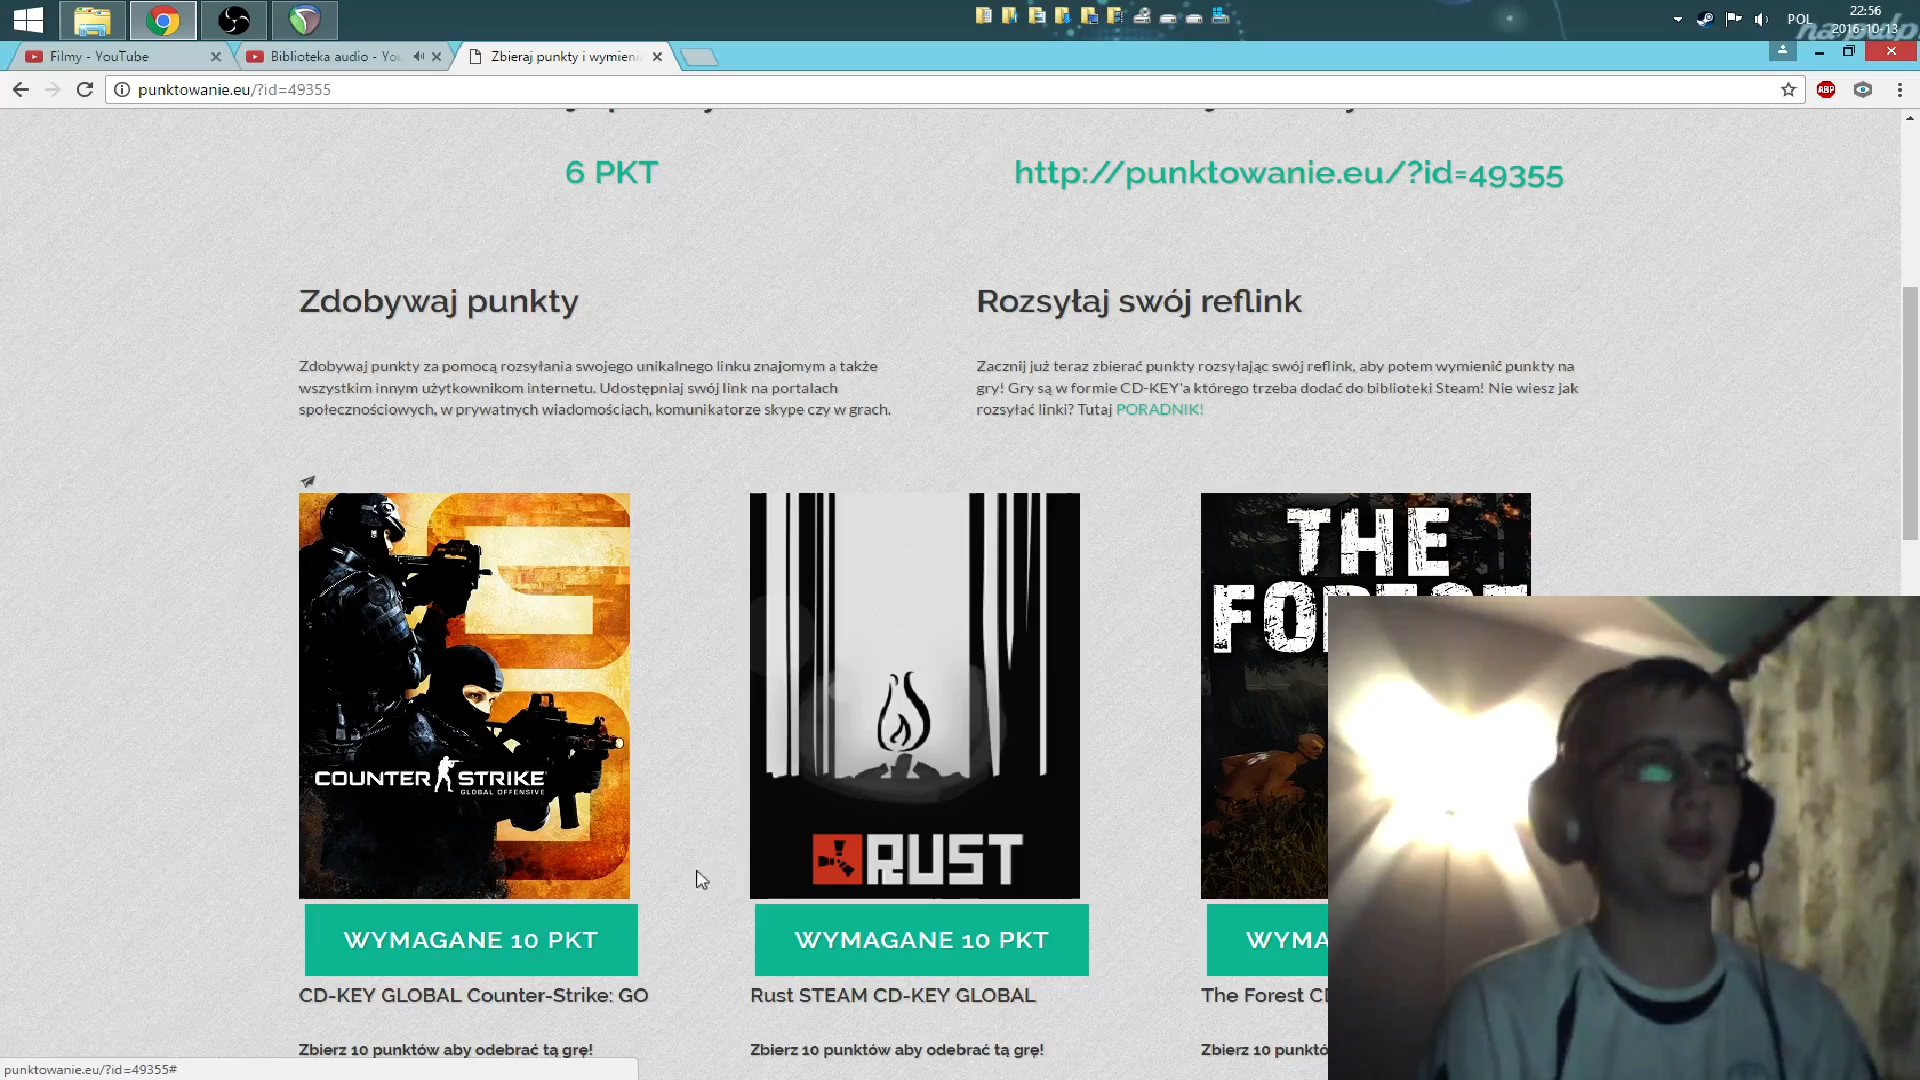 POL
22:56
2016-10-13
na pulp
Filmy - YouTube
Biblioteka audio - You
Zbieraj punkty i wymien
punktowanie.eu/?id=49355
ABP
6 PKT
http://punktowanie.eu/?id=49355
Zdobywaj punkty
Zdobywaj punkty za pomocą rozsyłania swojego unikalnego linku znajomym a także
wszystkim innym użytkownikom internetu. Udostępniaj swój link na portalach
społecznościowych, w prywatnych wiadomościach, komunikatorze skype czy w grach.
Rozsyłaj swój reflink
Zacznij już teraz zbierać punkty rozsyłając swój reflink, aby potem wymienić punkty na
gry! Gry są w formie CD-KEY'a którego trzeba dodać do biblioteki Steam! Nie wiesz jak
rozsyłać linki? Tutaj PORADNIK!
COUNTER STRIKE
GLOBAL OFFENSIVE
RUST
THE
FOREST
WYMAGANE 10 PKT
WYMAGANE 10 PKT
WYMA
CD-KEY GLOBAL Counter-Strike: GO
Rust STEAM CD-KEY GLOBAL
The Forest CD
Zbierz 10 punktów aby odebrać tą grę!
Zbierz 10 punktów aby odebrać tą grę!
Zbierz 10 punktó
punktowanie.eu/?id=49355#